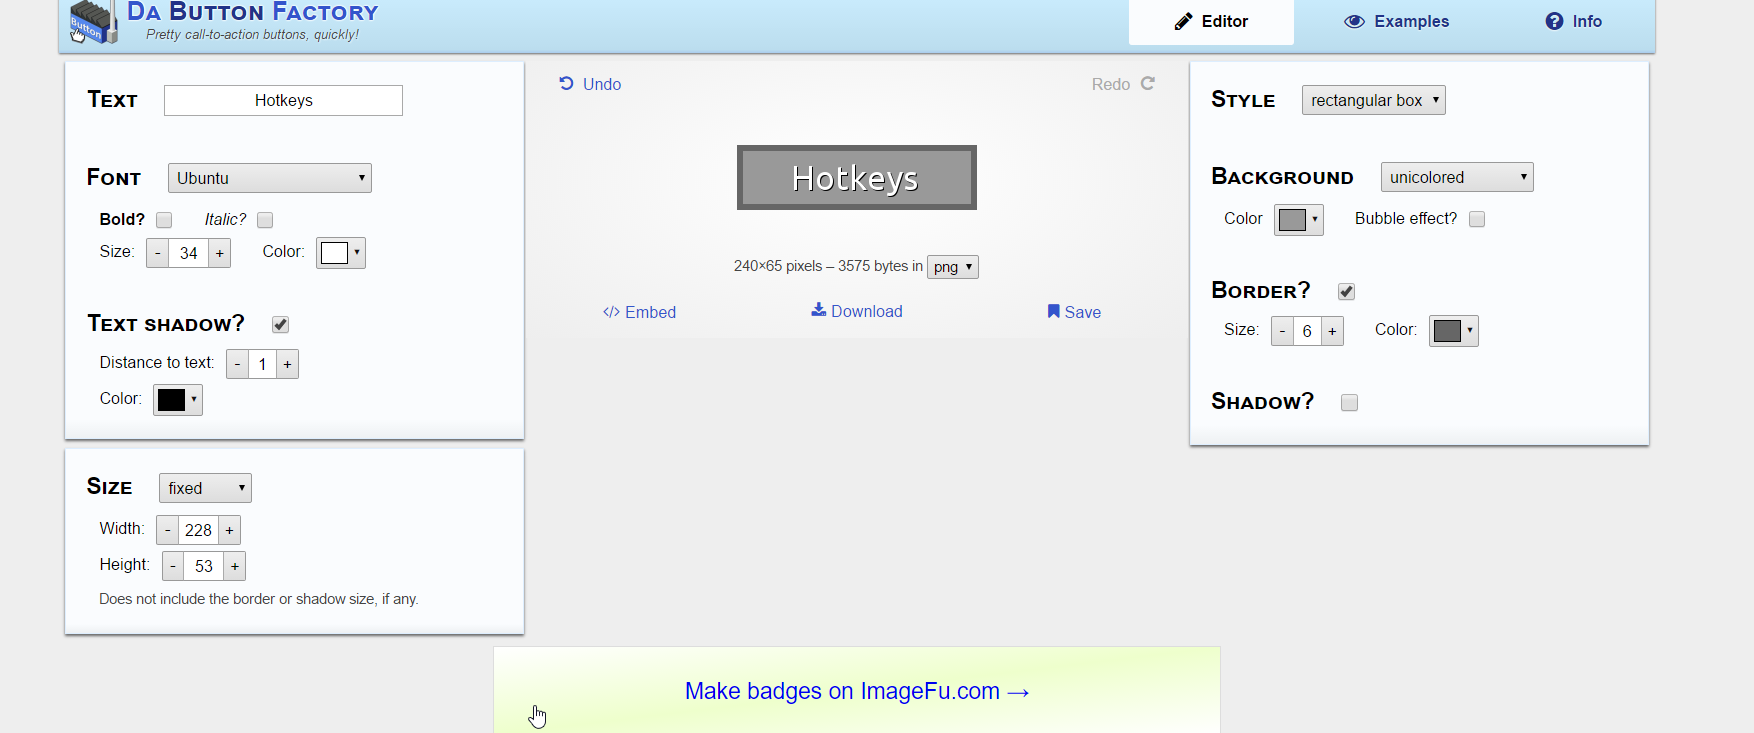 Button
DA BUTTON FACTORY
Pretty call-to-action buttons, quickly!
Editor
Examples
Info
TEXT
Hotkeys
FONT
Ubuntu
Bold?
Italic?
Size:
- 34 +
Color:
TEXT SHADOW?
Distance to text:
- 1 +
Color:
SIZE
fixed
Width:
- 228 +
Height:
- 53 +
Does not include the border or shadow size, if any.
Undo
Redo
Hotkeys
240×65 pixels – 3575 bytes in png
</> Embed
Download
Save
STYLE
rectangular box
BACKGROUND
unicolored
Color
Bubble effect?
BORDER?
Size:
- 6 +
Color:
SHADOW?
Make badges on ImageFu.com →